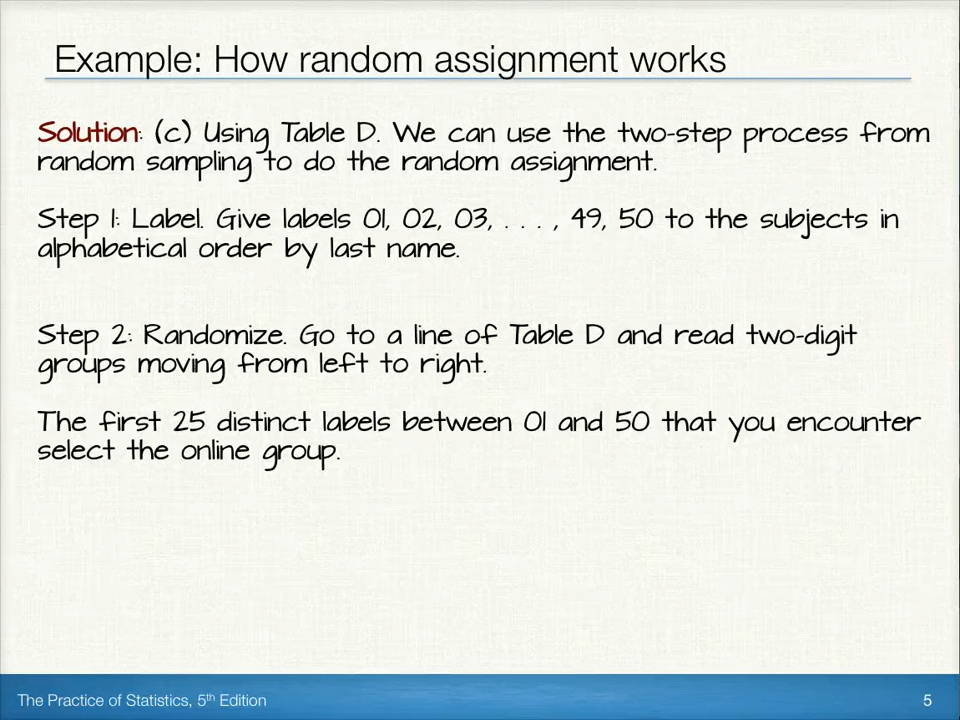 Example: How random assignment works
Solution: (c) Using Table D. We can use the two-step process from
random sampling to do the random assignment.
Step 1: Label. Give labels 01, 02, 03, . . . , 49, 50 to the subjects in
alphabetical order by last name.
Step 2: Randomize. Go to a line of Table D and read two-digit
groups moving from left to right.
The first 25 distinct labels between 01 and 50 that you encounter
select the online group.
The Practice of Statistics, 5th Edition
5